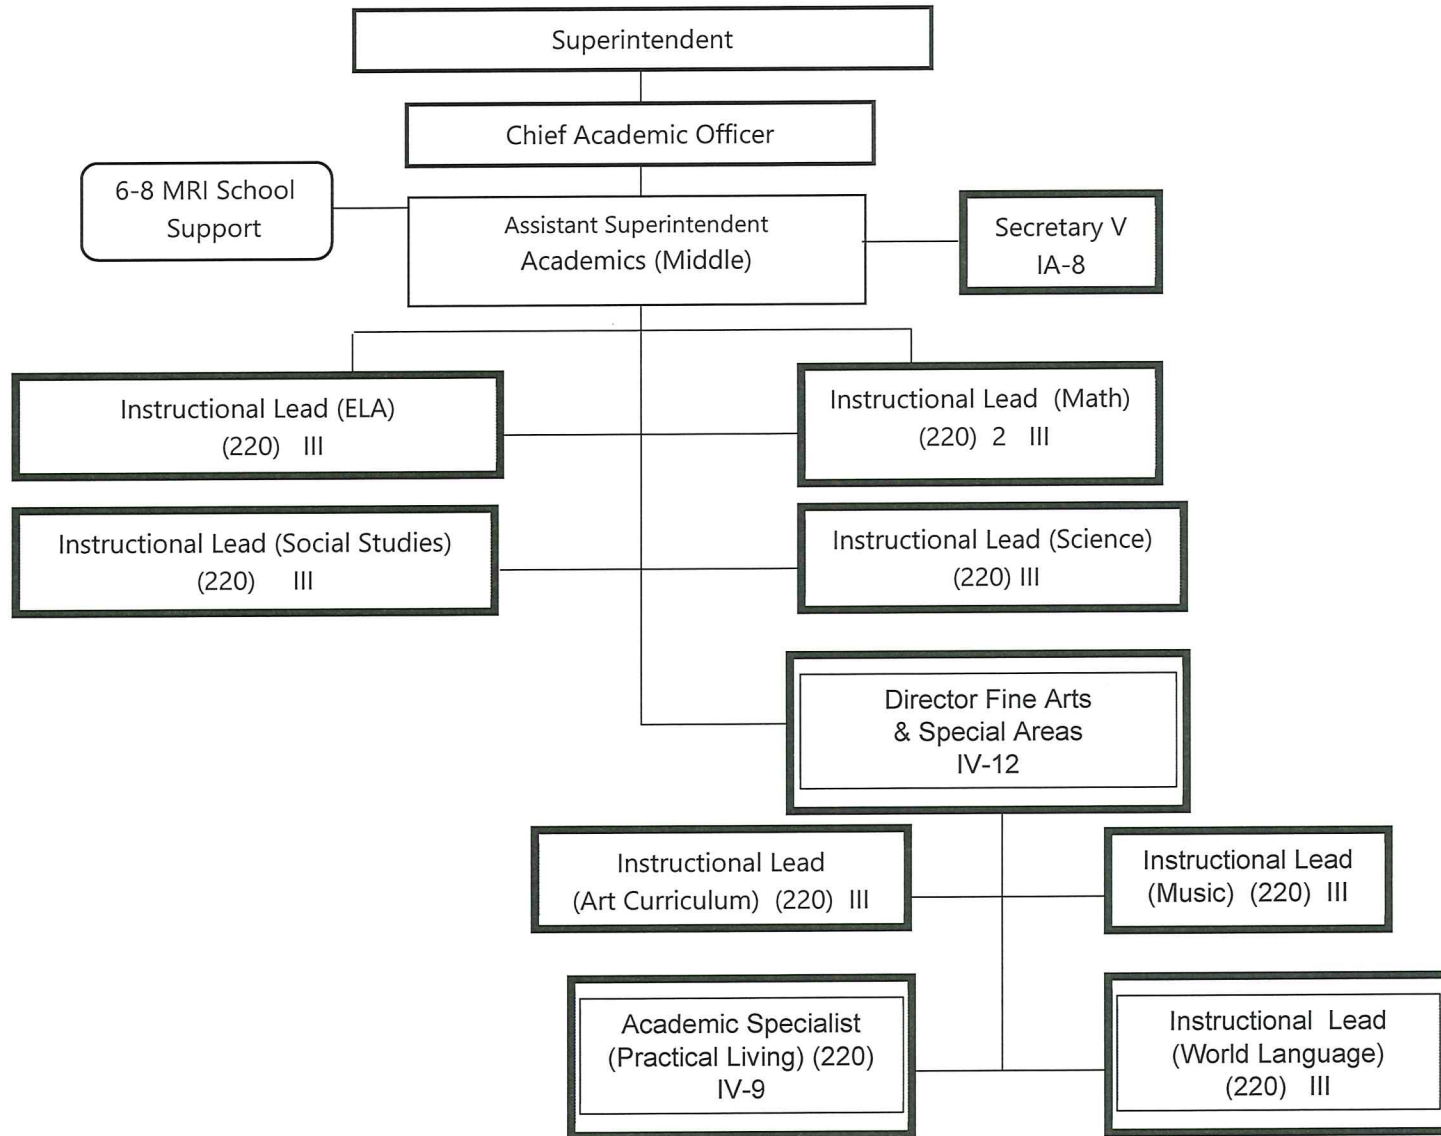 Superintendent
Chief Academic Officer
6-8 MRI School
Support
Assistant Superintendent
Academics (Middle)
Secretary V
IA-8
Instructional Lead (ELA)
(220) III
Instructional Lead (Math)
(220) 2 III
Instructional Lead (Social Studies)
(220) III
Instructional Lead (Science)
(220) III
Director Fine Arts
& Special Areas
IV-12
Instructional Lead
(Art Curriculum) (220) III
Instructional Lead
(Music) (220) III
Academic Specialist
(Practical Living) (220)
IV-9
Instructional Lead
(World Language)
(220) III